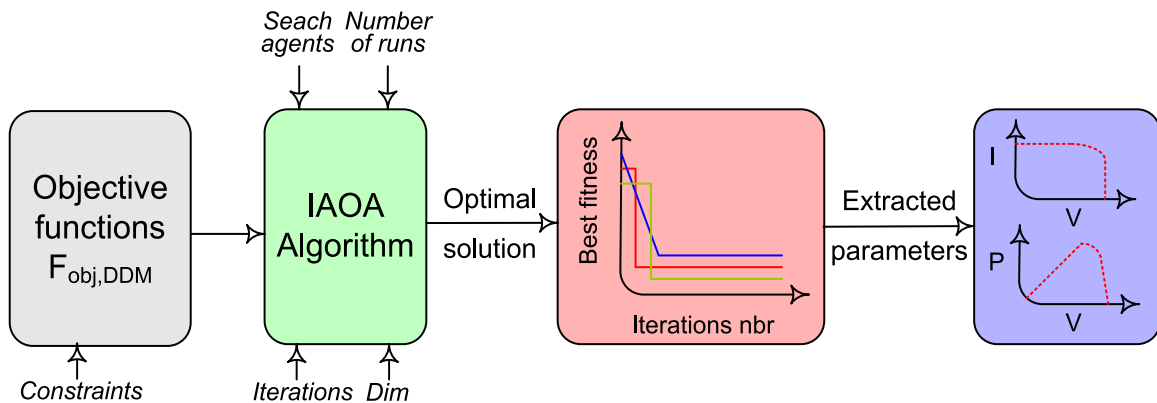 Seach
agents
Number
of runs
Objective
functions
F_obj,DDM
Constraints
IAOA
Algorithm
Iterations
Dim
Optimal
solution
Best fitness
Iterations nbr
Extracted
parameters
I
V
P
V